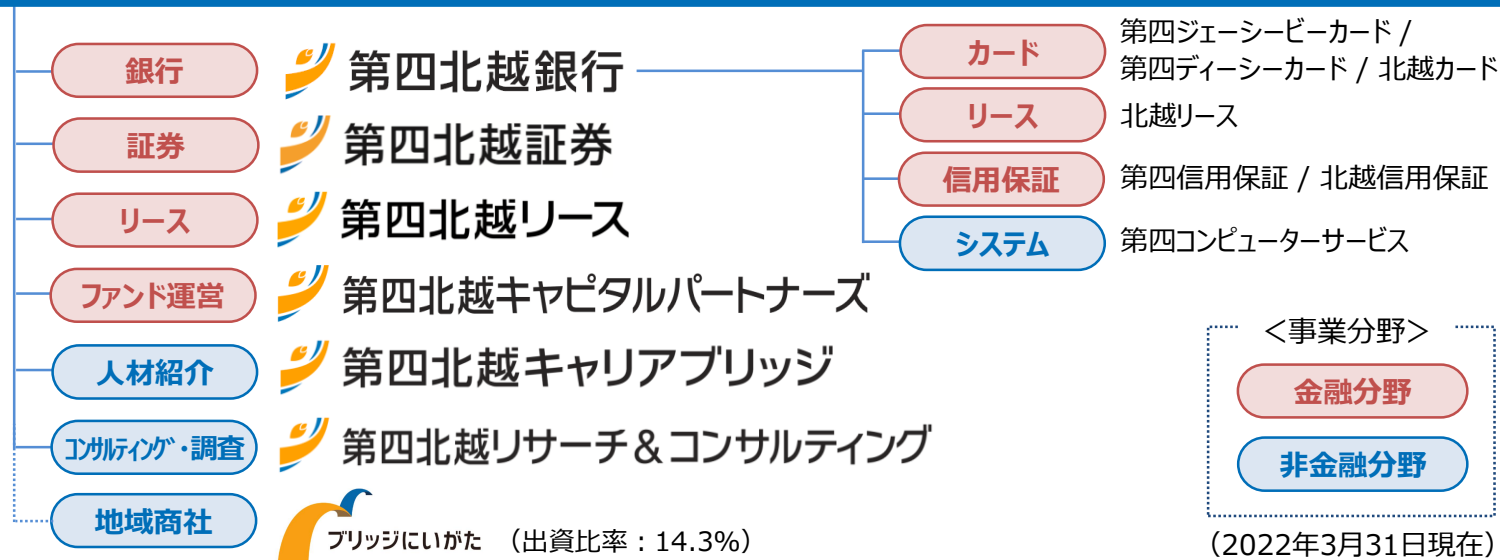 銀行
第四北越銀行
証券
第四北越証券
リース
第四北越リース
ファンド運営
第四北越キャピタルパートナーズ
人材紹介
第四北越キャリアブリッジ
コンサルティング・調査
第四北越リサーチ＆コンサルティング
地域商社
ブリッジにいがた （出資比率：14.3%）
カード
第四ジェーシービーカード /
第四ディーシーカード / 北越カード
リース
北越リース
信用保証
第四信用保証 / 北越信用保証
システム
第四コンピューターサービス
＜事業分野＞
金融分野
非金融分野
（2022年3月31日現在）